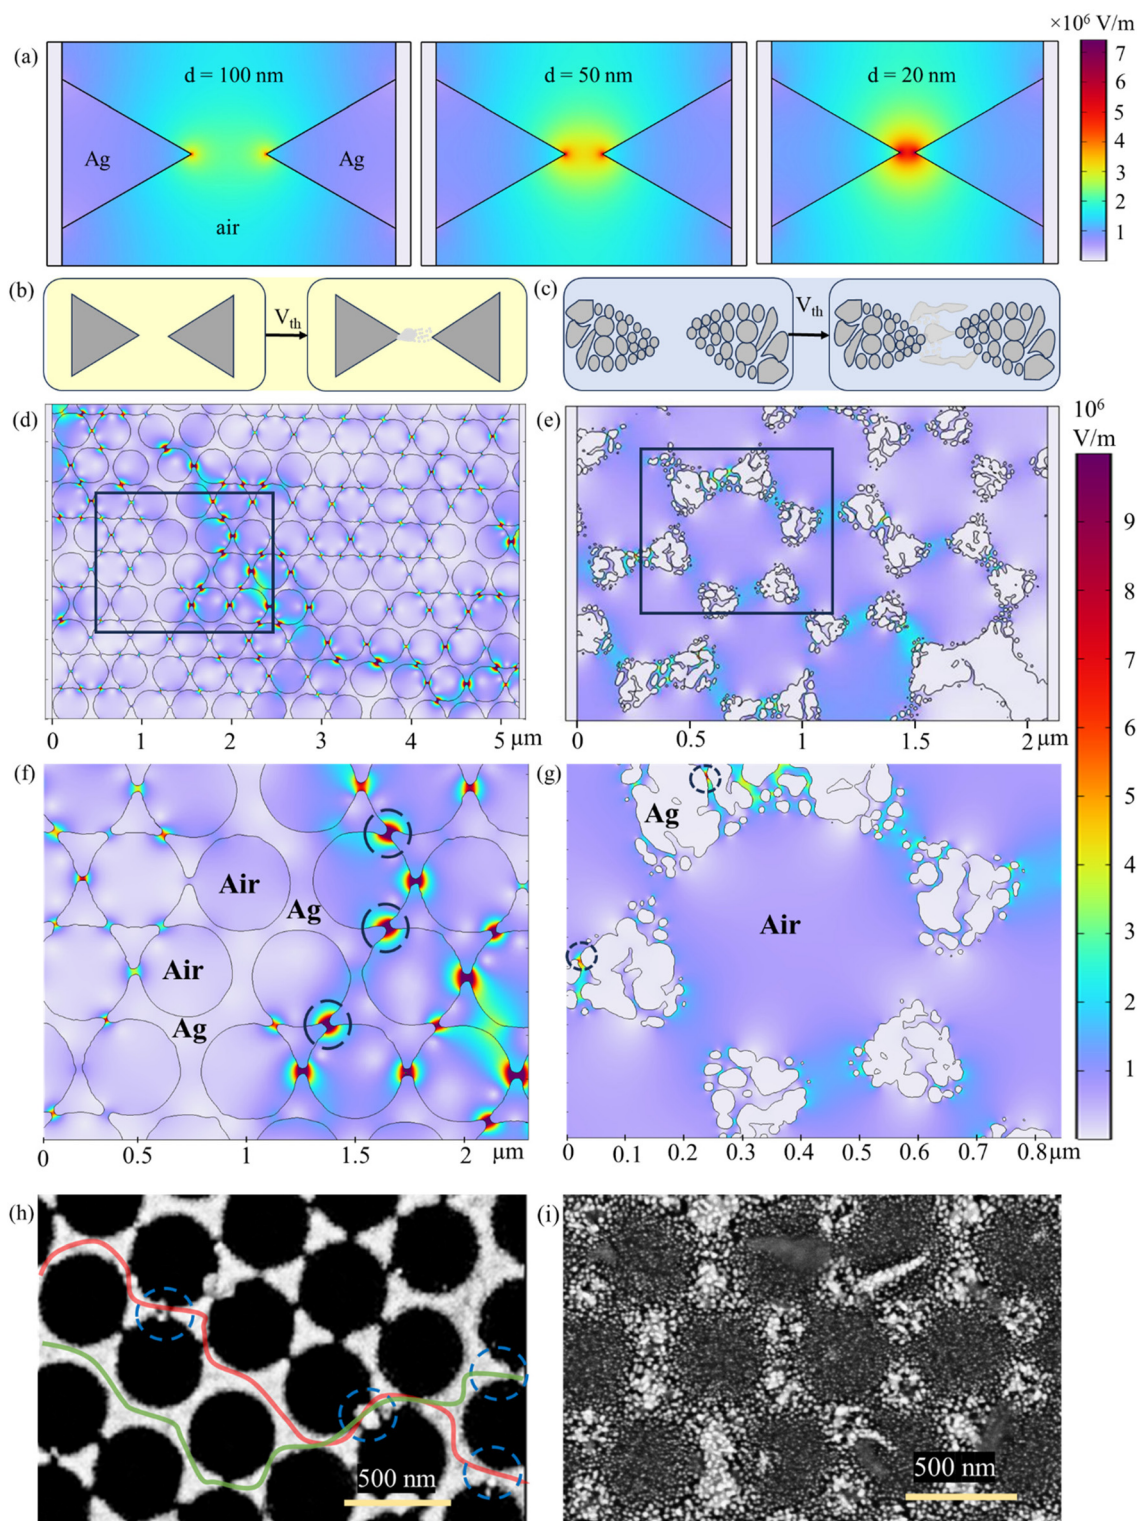 ×10⁶ V/m
(a)
d = 100 nm
d = 50 nm
d = 20 nm
Ag
Ag
air
7
6
5
4
3
2
1
(b)
V_th
(c)
V_th
(d)
(e)
10⁶
V/m
0 1 2 3 4 5 μm
0 0.5 1 1.5 2 μm
9
8
7
6
5
4
3
2
1
(f)
Air
Ag
Air
Ag
0 0.5 1 1.5 2 μm
(g)
Ag
Air
0 0.1 0.2 0.3 0.4 0.5 0.6 0.7 0.8 μm
(h)
500 nm
(i)
500 nm